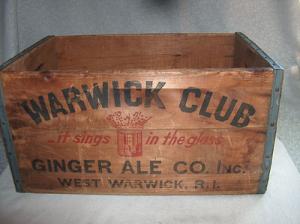 WARWICK CLUB
...it sings in the glass
GINGER ALE CO. Inc.
WEST WARWICK, R.I.